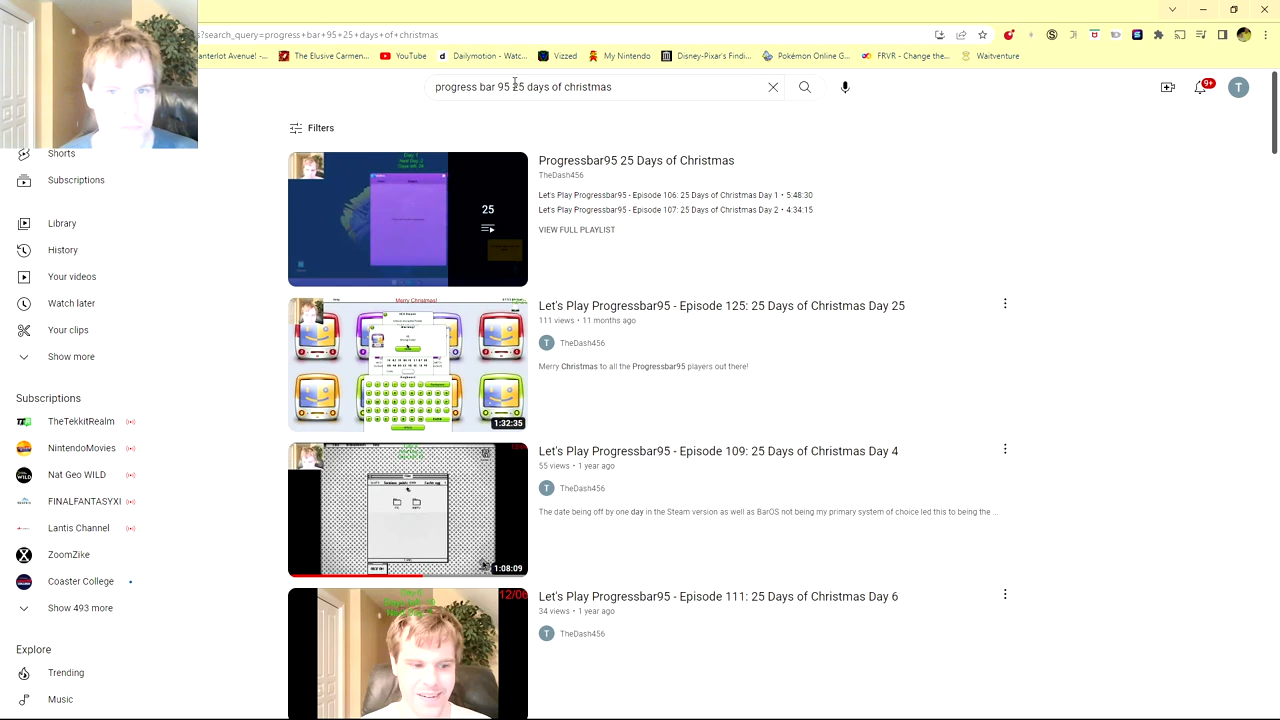 s?search_query=progress+bar+95+25+days+of+christmas
anterlot Avenue! -...
The Elusive Carmen...
YouTube
Dailymotion - Watc...
Vizzed
My Nintendo
Disney-Pixar's Findi...
Pokémon Online G...
FRVR - Change the...
Waitventure
progress bar 95 25 days of christmas
9+
T
Filters
Shorts
Subscriptions
Library
History
Your videos
Watch later
Your clips
Show more
Subscriptions
TheTekkitRealm
NintendoMovies
Nat Geo WILD
FINALFANTASYXI
Lantis Channel
ZoomZike
Coaster College
Show 493 more
Explore
Trending
Music
Day 1
25
Progressbar95 25 Days of Christmas
TheDash456
Let's Play Progressbar95 - Episode 106: 25 Days of Christmas Day 1 • 5:48:30
Let's Play Progressbar95 - Episode 107: 25 Days of Christmas Day 2 • 4:34:15
VIEW FULL PLAYLIST
Merry Christmas!
1:32:35
Let's Play Progressbar95 - Episode 125: 25 Days of Christmas Day 25
111 views • 11 months ago
T
TheDash456
Merry Christmas to all the Progressbar95 players out there!
1:08:09
Let's Play Progressbar95 - Episode 109: 25 Days of Christmas Day 4
55 views • 1 year ago
T
TheDash456
The date being off by one day in the Steam version as well as BarOS not being my primary system of choice led this to being the ...
12/06
Let's Play Progressbar95 - Episode 111: 25 Days of Christmas Day 6
34 views • 1 year ago
T
TheDash456